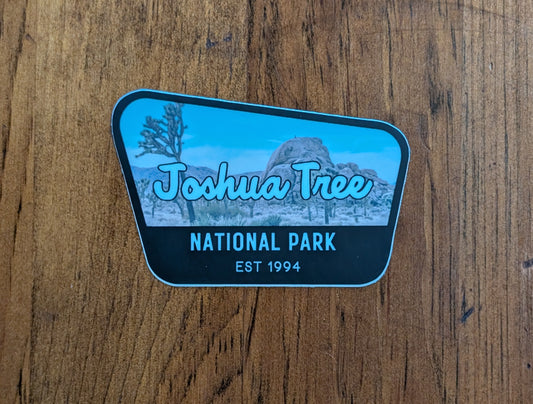 Joshua Tree
NATIONAL PARK
EST 1994